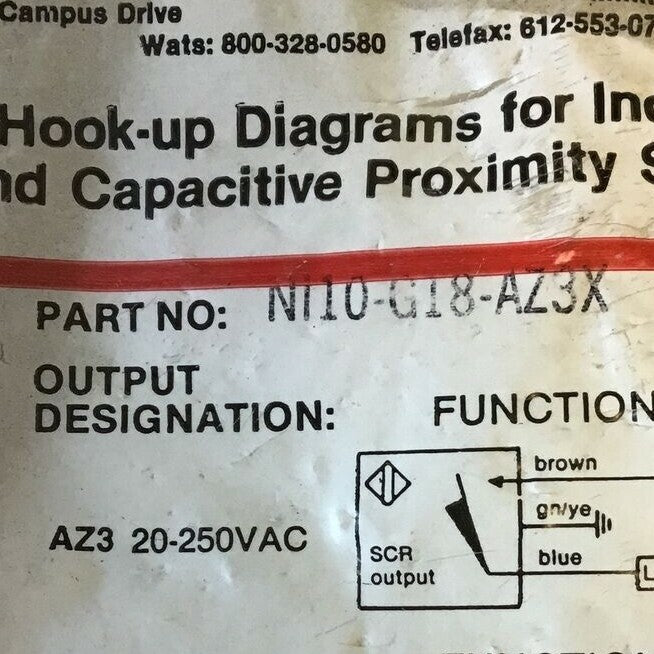 Campus Drive
Wats: 800-328-0580 Telefax: 612-553-07
Hook-up Diagrams for Inc
nd Capacitive Proximity S
PART NO: Ni10-G18-AZ3X
OUTPUT
DESIGNATION:
FUNCTION
brown
gn/ye
AZ3 20-250VAC
SCR
output
blue
L